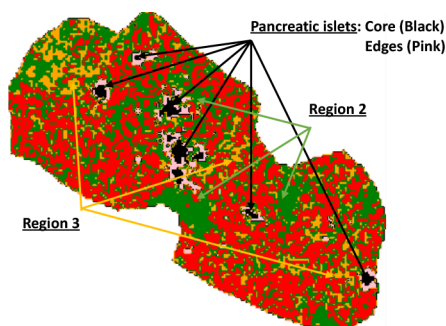 Pancreatic islets: Core (Black)
Edges (Pink)
Region 2
Region 3